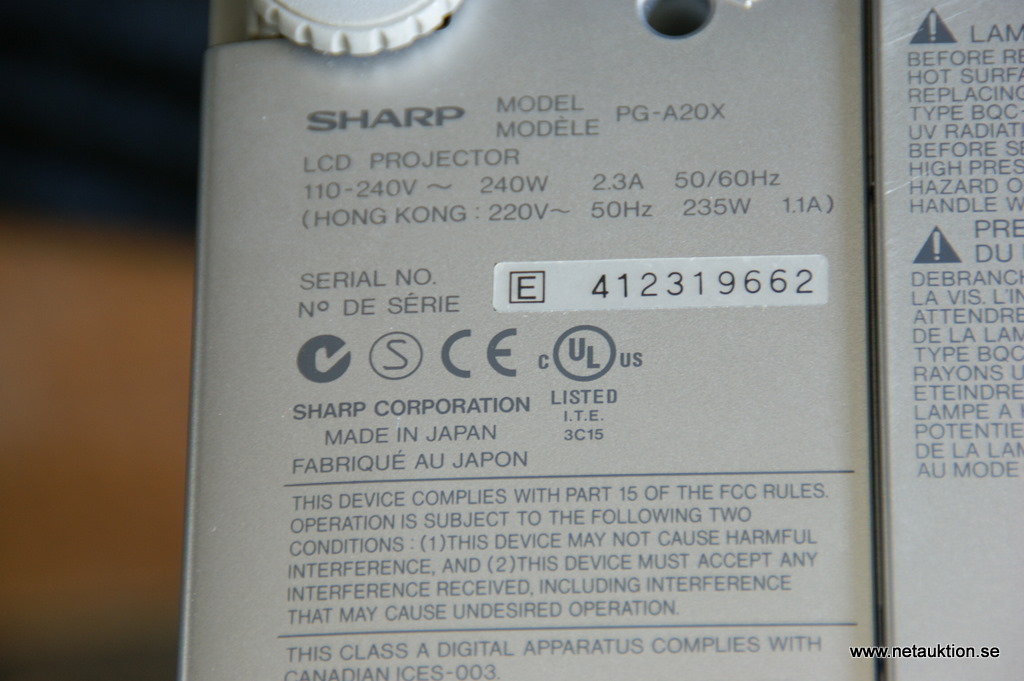 SHARP MODEL PG-A20X
MODÈLE
LCD PROJECTOR
110-240V ~ 240W 2.3A 50/60Hz
(HONG KONG : 220V~ 50Hz 235W 1.1A)
SERIAL NO.
Nº DE SÉRIE
E 412319662
S CE c UL US
LISTED
I.T.E.
3C15
SHARP CORPORATION
MADE IN JAPAN
FABRIQUÉ AU JAPON
THIS DEVICE COMPLIES WITH PART 15 OF THE FCC RULES.
OPERATION IS SUBJECT TO THE FOLLOWING TWO
CONDITIONS : (1)THIS DEVICE MAY NOT CAUSE HARMFUL
INTERFERENCE, AND (2)THIS DEVICE MUST ACCEPT ANY
INTERFERENCE RECEIVED, INCLUDING INTERFERENCE
THAT MAY CAUSE UNDESIRED OPERATION.
THIS CLASS A DIGITAL APPARATUS COMPLIES WITH
CANADIAN ICES-003.
LAM
BEFORE RE
HOT SURFA
REPLACING
TYPE BQC-
UV RADIATI
BEFORE SE
HIGH PRES
HAZARD O
HANDLE W
PRE
DU
DEBRANCH
LA VIS. L'IN
ATTENDRE
DE LA LAM
TYPE BQC
RAYONS U
ETEINDRE
LAMPE A H
POTENTIE
DE LA LAM
AU MODE
www.netauktion.se